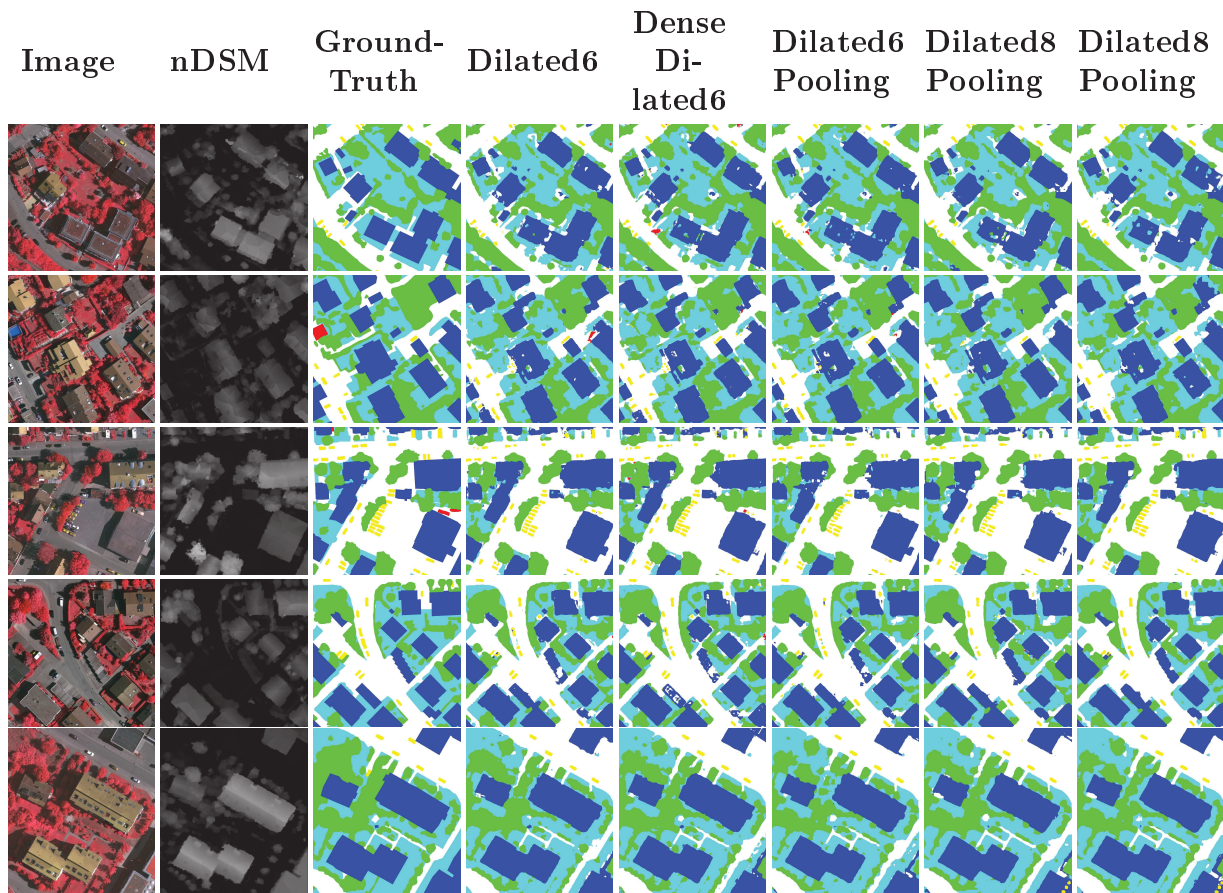 Image nDSM Ground-
Truth Dilated6 Dense
Di-
lated6 Dilated6
Pooling Dilated8
Pooling Dilated8
Pooling